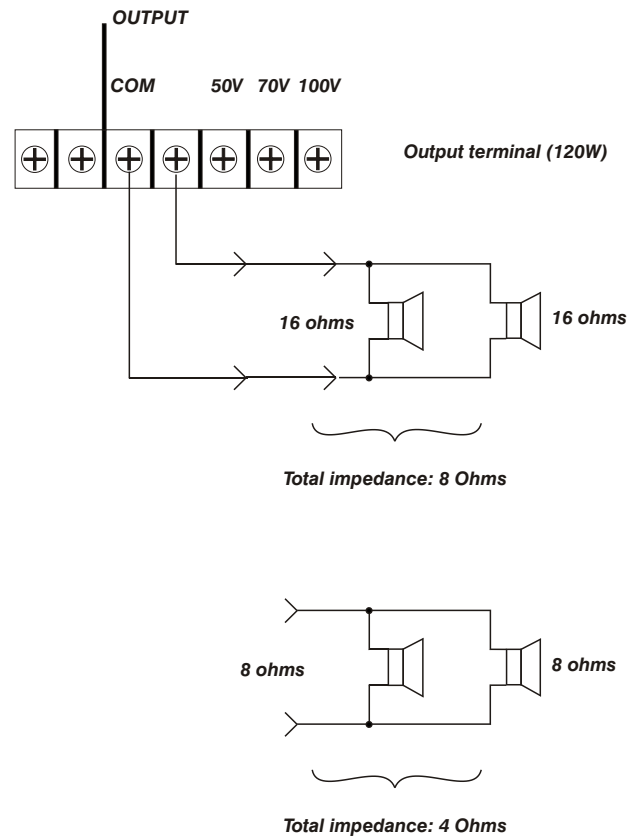 OUTPUT
COM 50V 70V 100V
Output terminal (120W)
16 ohms 16 ohms
Total impedance: 8 Ohms
8 ohms 8 ohms
Total impedance: 4 Ohms